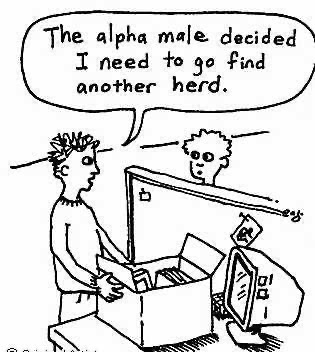 The alpha male decided
I need to go find
another herd.